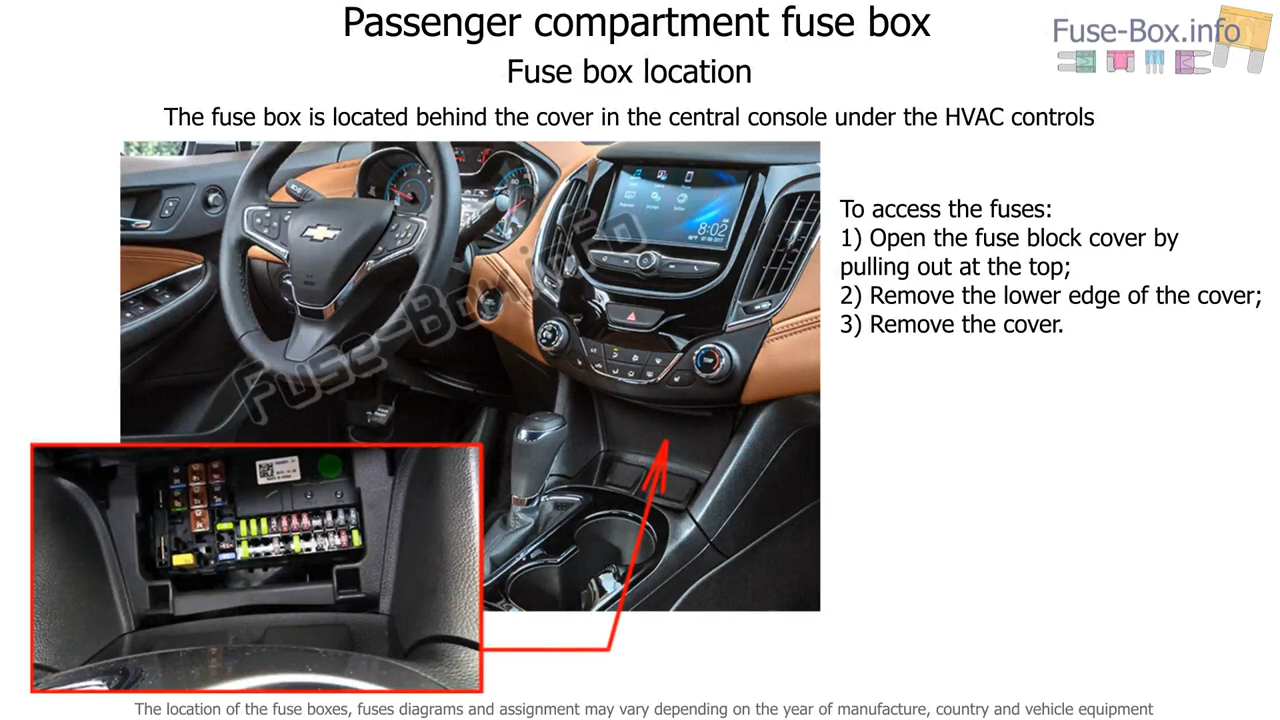 Passenger compartment fuse box
Fuse-Box.info
Fuse box location
The fuse box is located behind the cover in the central console under the HVAC controls
8:02
To access the fuses:
1) Open the fuse block cover by
pulling out at the top;
2) Remove the lower edge of the cover;
3) Remove the cover.
Fuse-Box.info
The location of the fuse boxes, fuses diagrams and assignment may vary depending on the year of manufacture, country and vehicle equipment